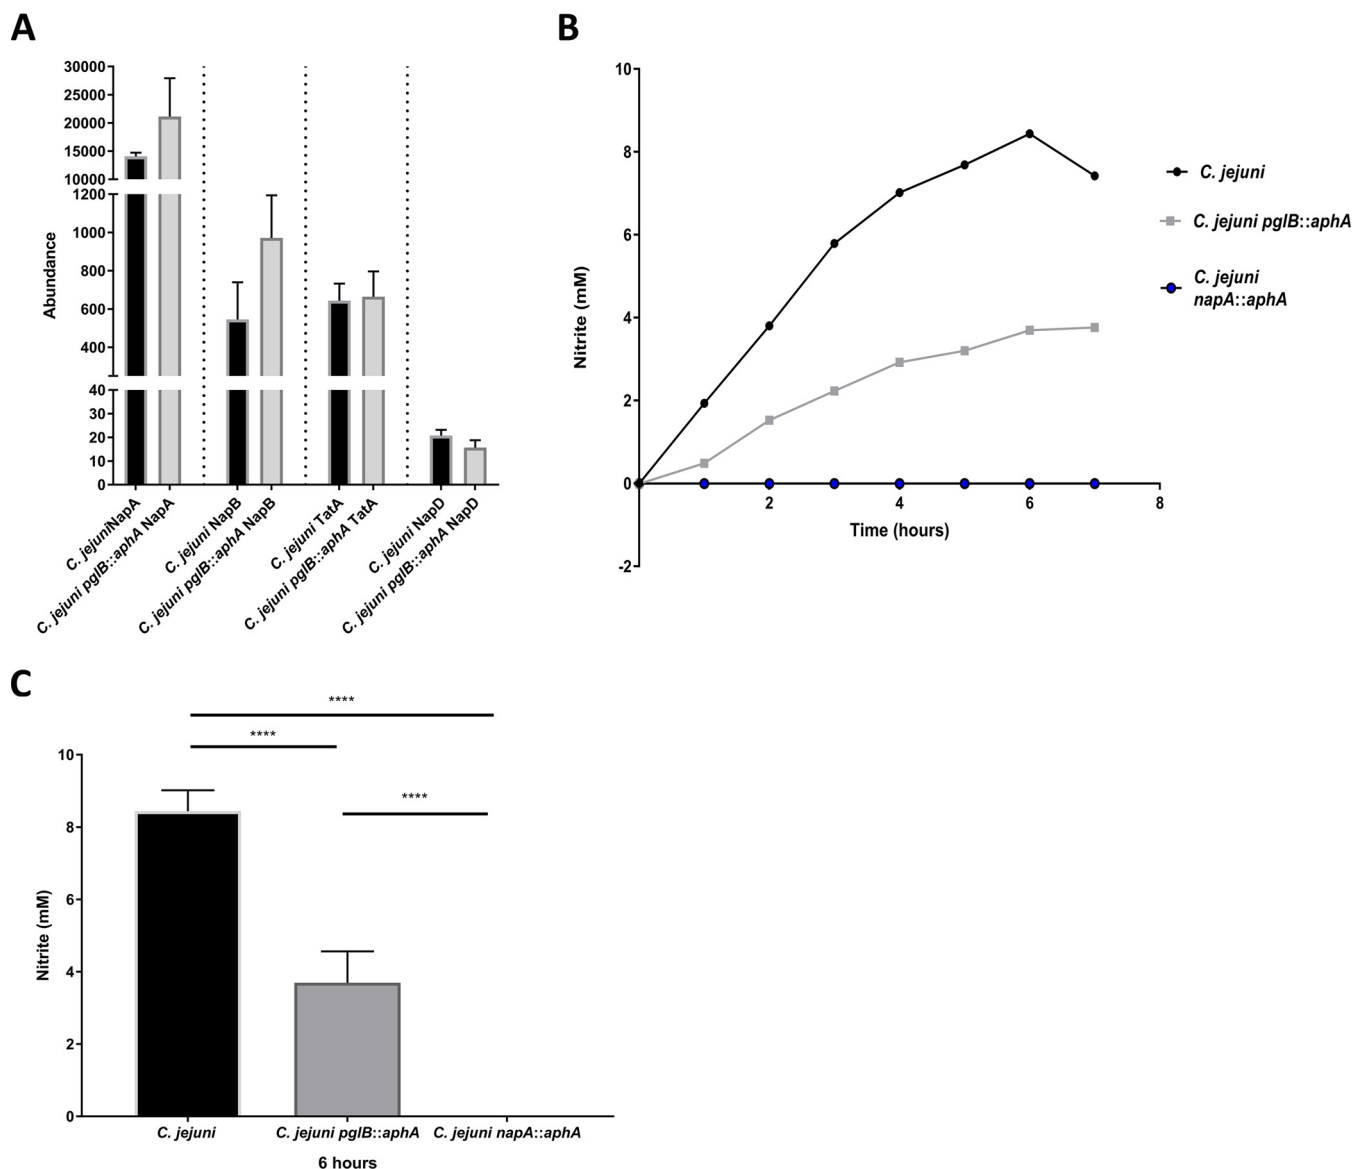 A
30000
25000
20000
15000
10000
1200
1000
800
600
400
40
30
20
10
0
Abundance
C. jejuniNapA
C. jejuni pglB::aphA NapA
C. jejuni NapB
C. jejuni pglB::aphA NapB
C. jejuni TatA
C. jejuni pglB::aphA TatA
C. jejuni NapD
C. jejuni pglB::aphA NapD
B
10
8
6
4
2
0
-2
Nitrite (mM)
2
4
6
8
Time (hours)
C. jejuni
C. jejuni pglB::aphA
C. jejuni
napA::aphA
C
****
****
****
10
8
6
4
2
0
Nitrite (mM)
C. jejuni
C. jejuni pglB::aphA
C. jejuni napA::aphA
6 hours